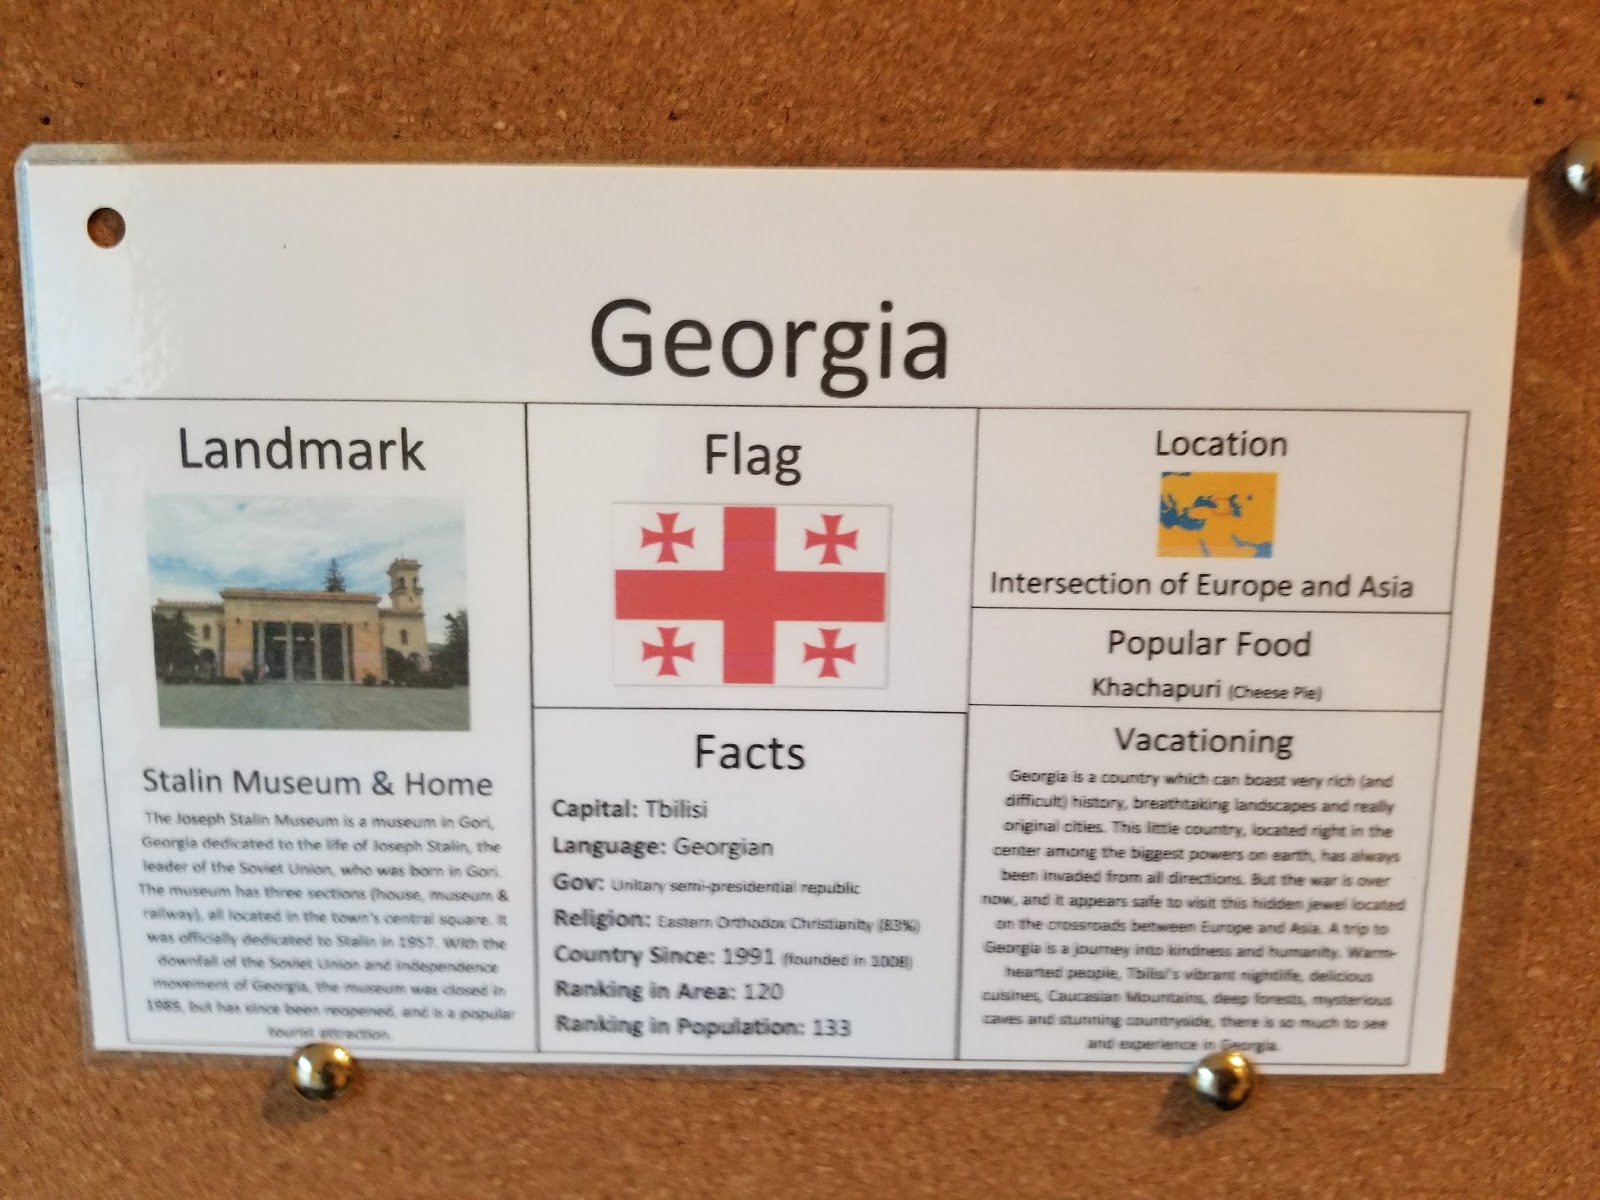 Georgia
Landmark
Stalin Museum & Home
The Joseph Stalin Museum is a museum in Gori,
Georgia dedicated to the life of Joseph Stalin, the
leader of the Soviet Union, who was born in Gori.
The museum has three sections (house, museum &
railway), all located in the town's central square. It
was officially dedicated to Stalin in 1957. With the
downfall of the Soviet Union and independence
movement of Georgia, the museum was closed in
1989, but has since been reopened, and is a popular
tourist attraction.
Flag
Facts
Capital: Tbilisi
Language: Georgian
Gov: Unitary semi-presidential republic
Religion: Eastern Orthodox Christianity (83%)
Country Since: 1991 (founded in 1008)
Ranking in Area: 120
Ranking in Population: 133
Location
Intersection of Europe and Asia
Popular Food
Khachapuri (Cheese Pie)
Vacationing
Georgia is a country which can boast very rich (and
difficult) history, breathtaking landscapes and really
original cities. This little country, located right in the
center among the biggest powers on earth, has always
been invaded from all directions. But the war is over
now, and it appears safe to visit this hidden jewel located
on the crossroads between Europe and Asia. A trip to
Georgia is a journey into kindness and humanity. Warm-
hearted people, Tbilisi's vibrant nightlife, delicious
cuisines, Caucasian Mountains, deep forests, mysterious
caves and stunning countryside, there is so much to see
and experience in Georgia.